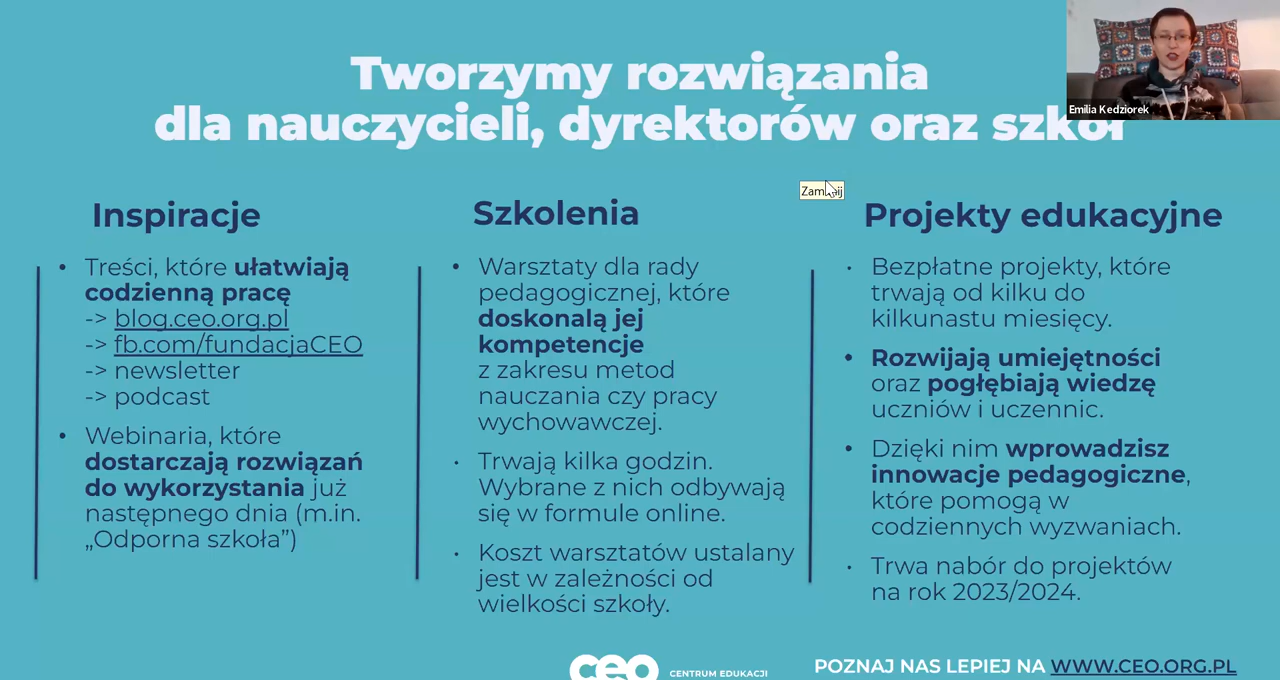 Tworzymy rozwiązania
dla nauczycieli, dyrektorów oraz szkół
Emilia Kedziorek
Inspiracje
• Treści, które ułatwiają
codzienną pracę
-> blog.ceo.org.pl
-> fb.com/fundacjaCEO
-> newsletter
-> podcast
• Webinaria, które
dostarczają rozwiązań
do wykorzystania już
następnego dnia (m.in.
„Odporna szkoła”)
Szkolenia
• Warsztaty dla rady
pedagogicznej, które
doskonalą jej
kompetencje
z zakresu metod
nauczania czy pracy
wychowawczej.
• Trwają kilka godzin.
Wybrane z nich odbywają
się w formule online.
• Koszt warsztatów ustalany
jest w zależności od
wielkości szkoły.
Projekty edukacyjne
• Bezpłatne projekty, które
trwają od kilku do
kilkunastu miesięcy.
• Rozwijają umiejętności
oraz pogłębiają wiedzę
uczniów i uczennic.
• Dzięki nim wprowadzisz
innowacje pedagogiczne,
które pomogą w
codziennych wyzwaniach.
• Trwa nabór do projektów
na rok 2023/2024.
ceo
CENTRUM EDUKACJI
POZNAJ NAS LEPIEJ NA WWW.CEO.ORG.PL